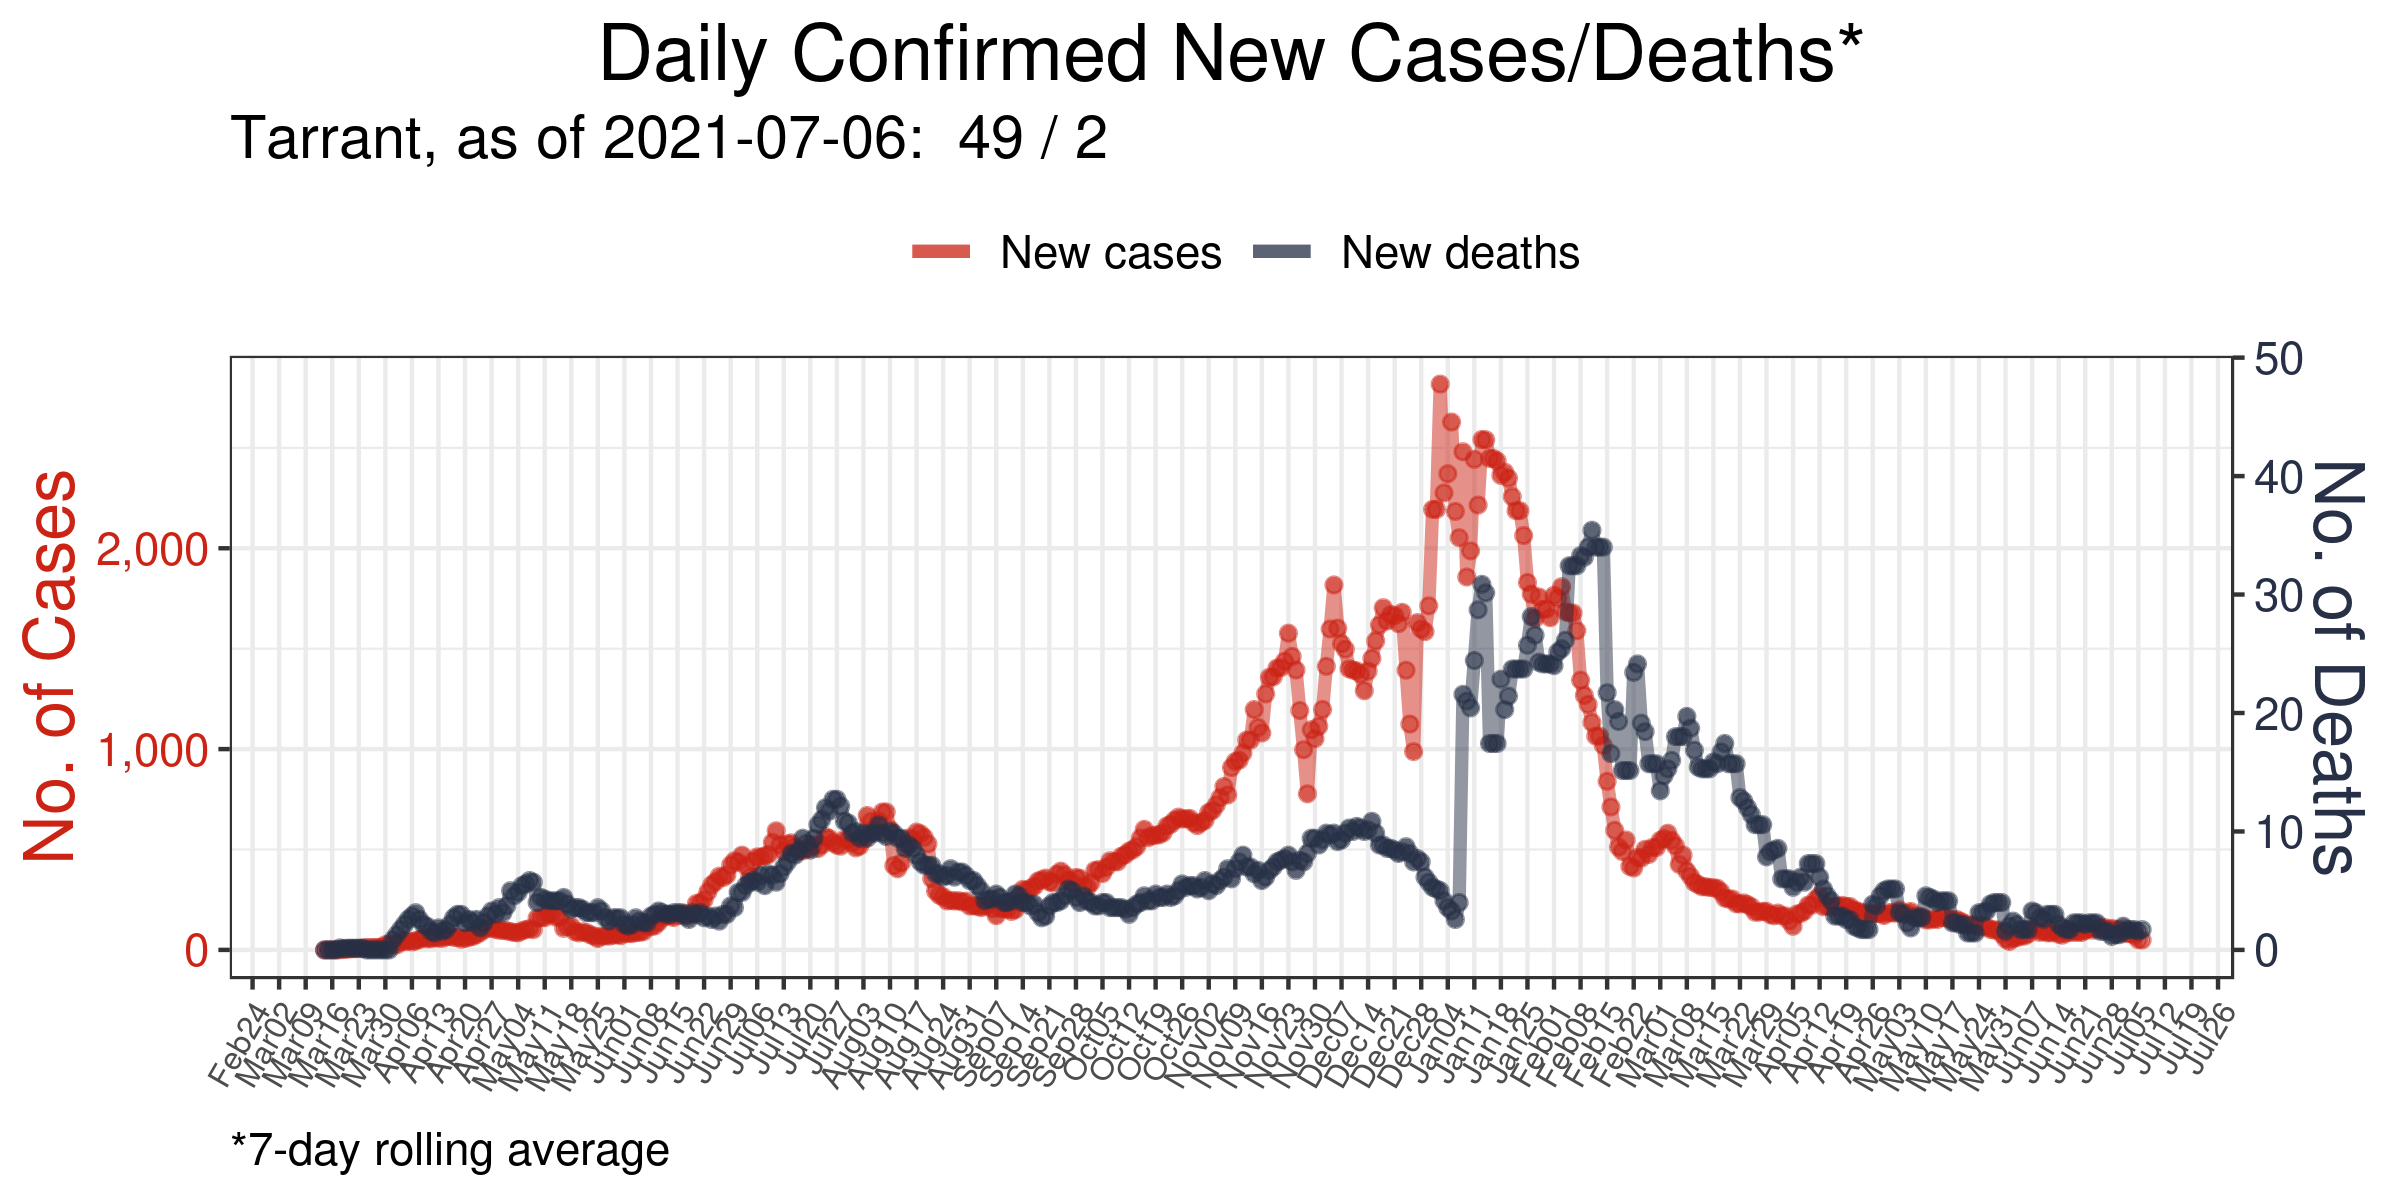 Daily Confirmed New Cases/Deaths*
Tarrant, as of 2021-07-06:  49 / 2
New cases
New deaths
No. of Cases
2,000
1,000
0
50
40
30
20
10
0
No. of Deaths
Feb24
Mar02
Mar09
Mar16
Mar23
Mar30
Apr06
Apr13
Apr20
Apr27
May04
May11
May18
May25
Jun01
Jun08
Jun15
Jun22
Jun29
Jul06
Jul13
Jul20
Jul27
Aug03
Aug10
Aug17
Aug24
Aug31
Sep07
Sep14
Sep21
Sep28
Oct05
Oct12
Oct19
Oct26
Nov02
Nov09
Nov16
Nov23
Nov30
Dec07
Dec14
Dec21
Dec28
Jan04
Jan11
Jan18
Jan25
Feb01
Feb08
Feb15
Feb22
Mar01
Mar08
Mar15
Mar22
Mar29
Apr05
Apr12
Apr19
Apr26
May03
May10
May17
May24
May31
Jun07
Jun14
Jun21
Jun28
Jul05
Jul12
Jul19
Jul26
*7-day rolling average